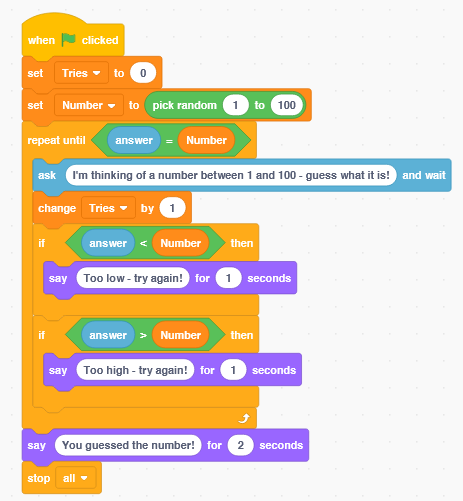 when clicked
set Tries to 0
set Number to pick random 1 to 100
repeat until answer = Number
ask I'm thinking of a number between 1 and 100 - guess what it is! and wait
change Tries by 1
if answer < Number then
say Too low - try again! for 1 seconds
if answer > Number then
say Too high - try again! for 1 seconds
say You guessed the number! for 2 seconds
stop all